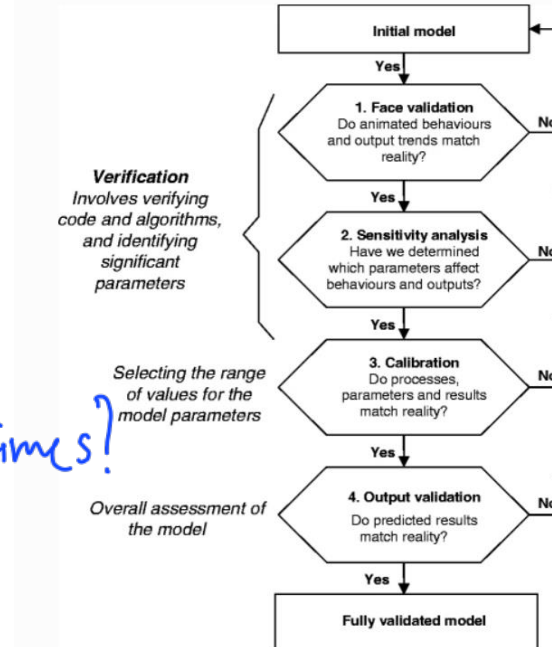 Initial model
Yes
1. Face validation
Do animated behaviours
and output trends match
reality?
No
Verification
Involves verifying
code and algorithms,
and identifying
significant
parameters
Yes
2. Sensitivity analysis
Have we determined
which parameters affect
behaviours and outputs?
No
Yes
3. Calibration
Do processes,
parameters and results
match reality?
No
Selecting the range
of values for the
model parameters
imes?
Yes
4. Output validation
Do predicted results
match reality?
No
Overall assessment of
the model
Yes
Fully validated model